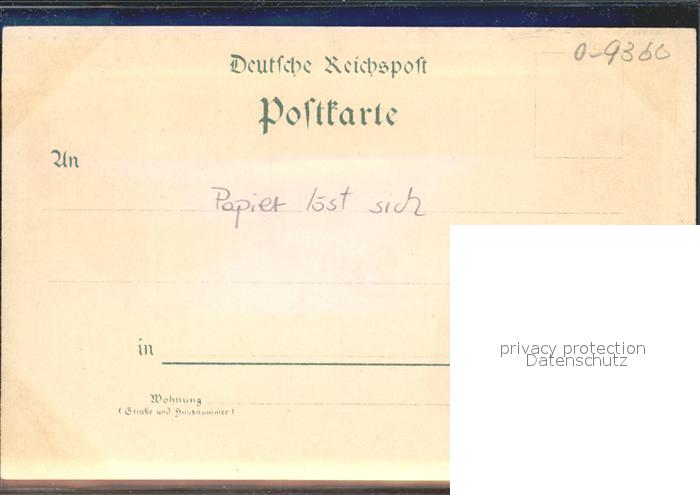 0-9360
Deutsche Reichspost
Postkarte
An
Papier löst sich
in
privacy protection
Datenschutz
Wohnung
(Straße und Hausnummer)